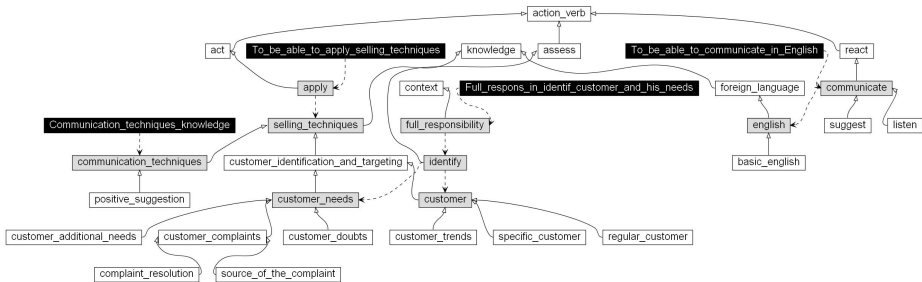 action_verb
act
To_be_able_to_apply_selling_techniques
knowledge
assess
To_be_able_to_communicate_in_English
react
apply
context
Full_respons_in_identif_customer_and_his_needs
foreign_language
communicate
Communication_techniques_knowledge
selling_techniques
full_responsibility
english
suggest
listen
communication_techniques
customer_identification_and_targeting
identify
basic_english
positive_suggestion
customer_needs
customer
customer_additional_needs
customer_complaints
customer_doubts
customer_trends
specific_customer
regular_customer
complaint_resolution
source_of_the_complaint